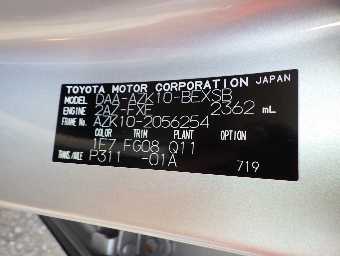 TOYOTA MOTOR CORPORATION JAPAN
MODEL DAA-AZK10-BEXSB
ENGINE 2AZ-FXE 2362 mL
FRAME No. AZK10-2056254
COLOR TRIM PLANT OPTION
1F7 FG08 Q11
TRANS./AXLE P311 -01A
719